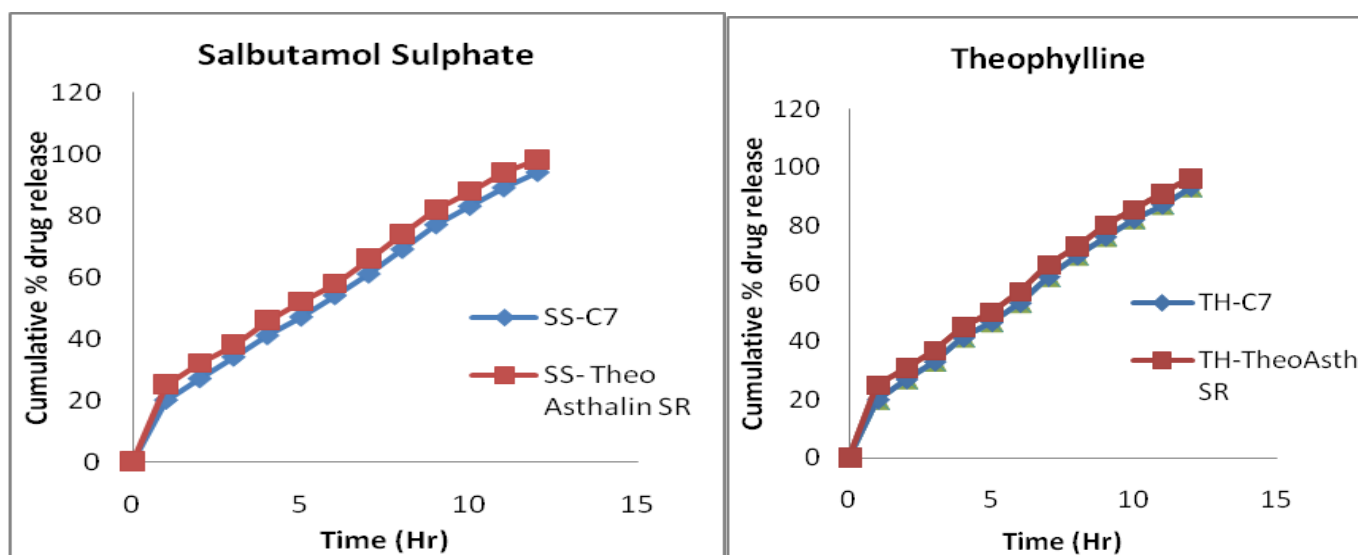 Salbutamol Sulphate
Cumulative % drug release
120
100
80
60
40
20
0
SS-C7
SS- Theo
Asthalin SR
0 5 10 15
Time (Hr)
Theophylline
Cumulative % drug release
120
100
80
60
40
20
0
TH-C7
TH-TheoAsth
SR
0 5 10 15
Time (Hr)